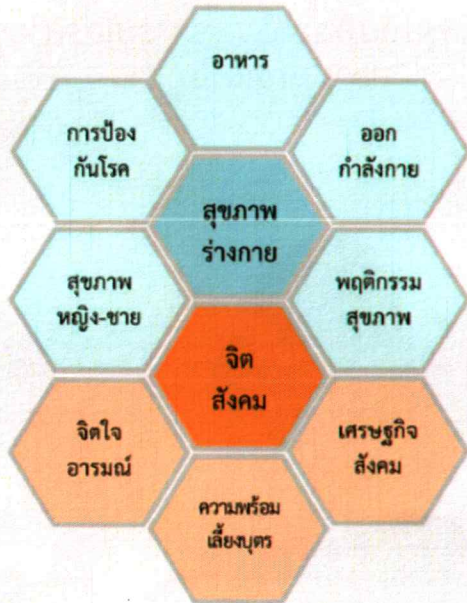 อาหาร
การป้อง
กันโรค
ออก
กำลังกาย
สุขภาพ
ร่างกาย
สุขภาพ
หญิง-ชาย
พฤติกรรม
สุขภาพ
จิต
สังคม
จิตใจ
อารมณ์
เศรษฐกิจ
สังคม
ความพร้อม
เลี้ยงบุตร